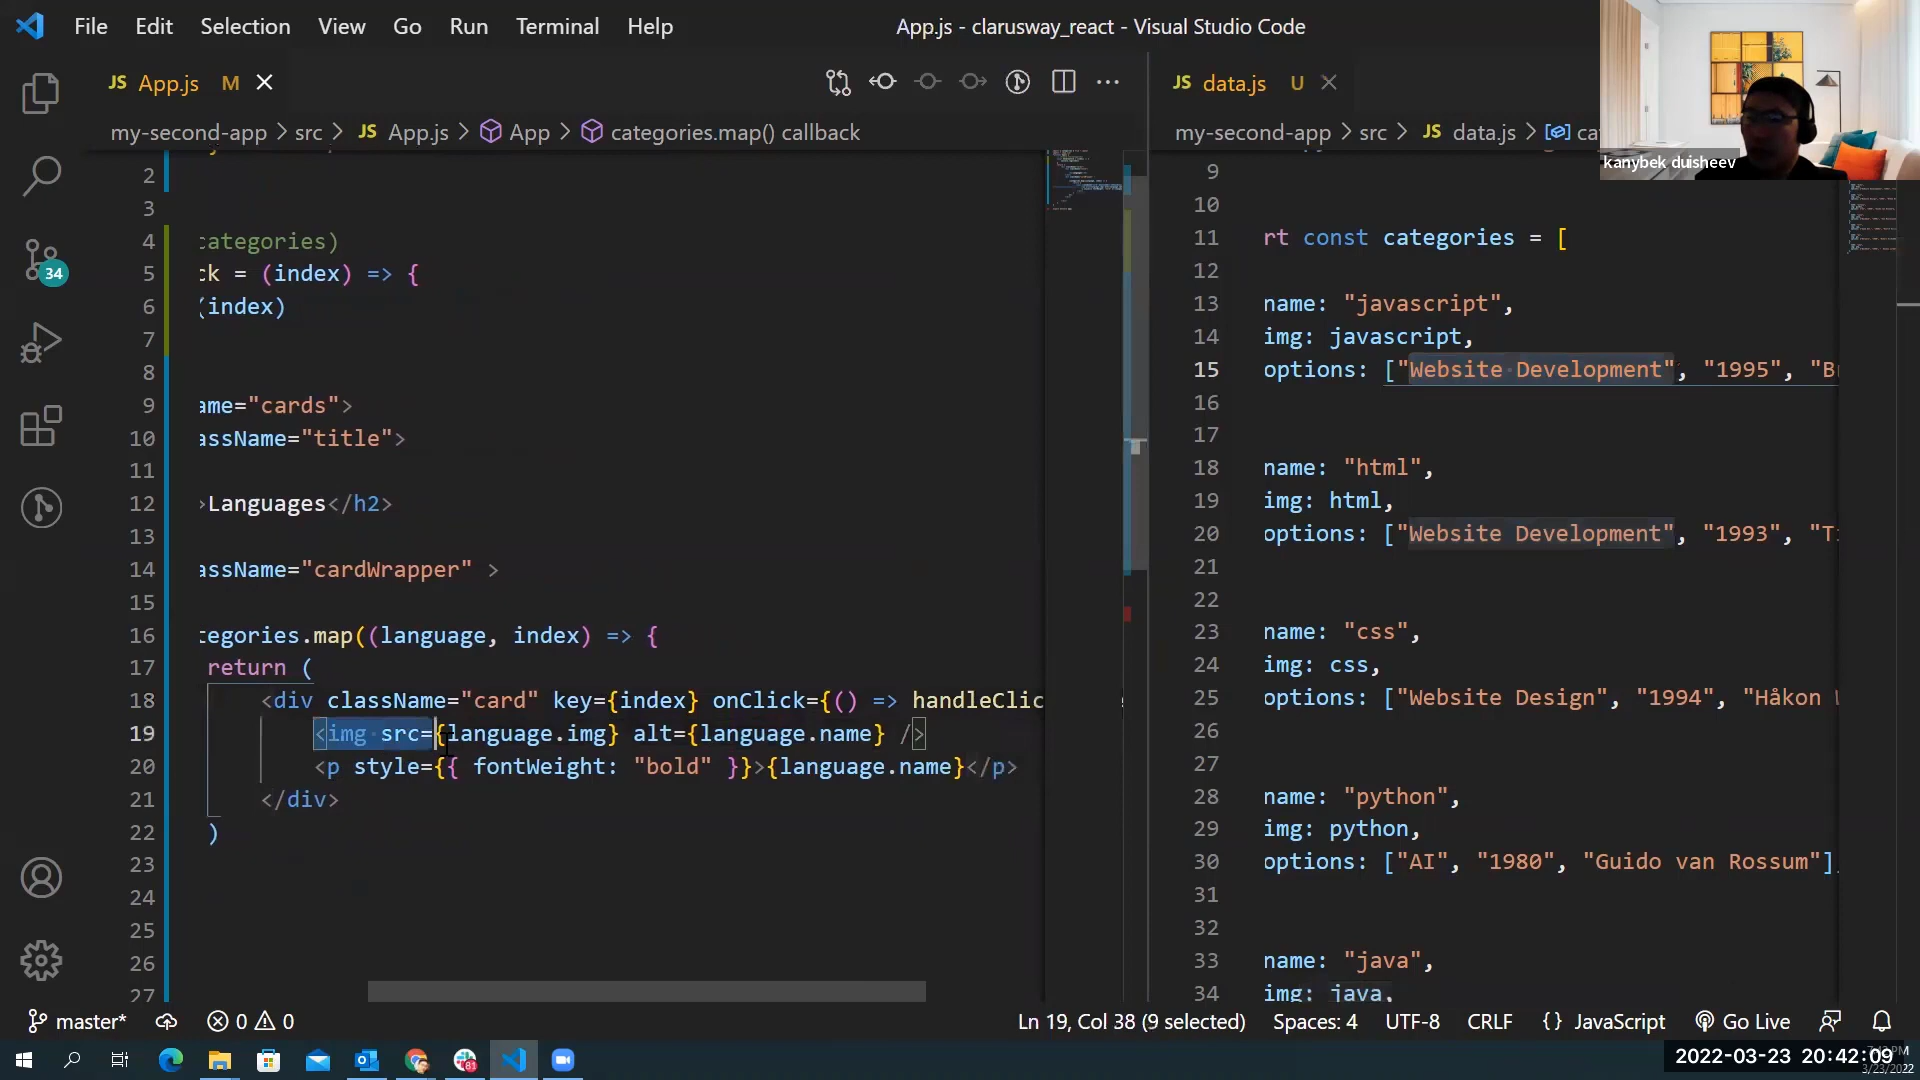 File Edit Selection View Go Run Terminal Help App.js - clarusway_react - Visual Studio Code
JS App.js M
JS data.js U
my-second-app > src > JS App.js > App > categories.map() callback
my-second-app > src > JS data.js >
kanybek duisheev
2
3
4 categories)
5 ck = (index) => {
6 (index)
7
8
9 ame="cards">
10 assName="title">
11
12 >Languages</h2>
13
14 assName="cardWrapper" >
15
16 tegories.map((language, index) => {
17 return (
18 <div className="card" key={index} onClick={() => handleClic
19 <img src={language.img} alt={language.name} />
20 <p style={{ fontWeight: "bold" }}>{language.name}</p>
21 </div>
22 )
23
24
25
26
27
9
10
11 rt const categories = [
12
13 name: "javascript",
14 img: javascript,
15 options: ["Website Development", "1995", "B
16
17
18 name: "html",
19 img: html,
20 options: ["Website Development", "1993", "T
21
22
23 name: "css",
24 img: css,
25 options: ["Website Design", "1994", "Håkon
26
27
28 name: "python",
29 img: python,
30 options: ["AI", "1980", "Guido van Rossum"]
31
32
33 name: "java",
34 img: java,
34
master* 0 0 Ln 19, Col 38 (9 selected) Spaces: 4 UTF-8 CRLF {} JavaScript Go Live
81
2022-03-23 20:42:09
3/23/2022